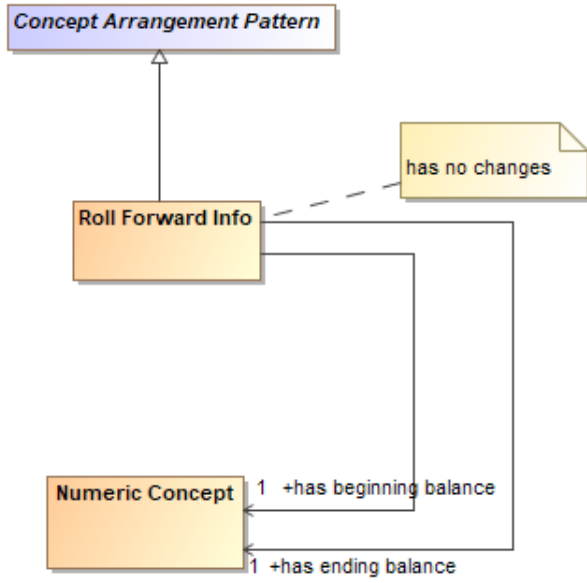 Concept Arrangement Pattern
has no changes
Roll Forward Info
Numeric Concept
1 +has beginning balance
1 +has ending balance